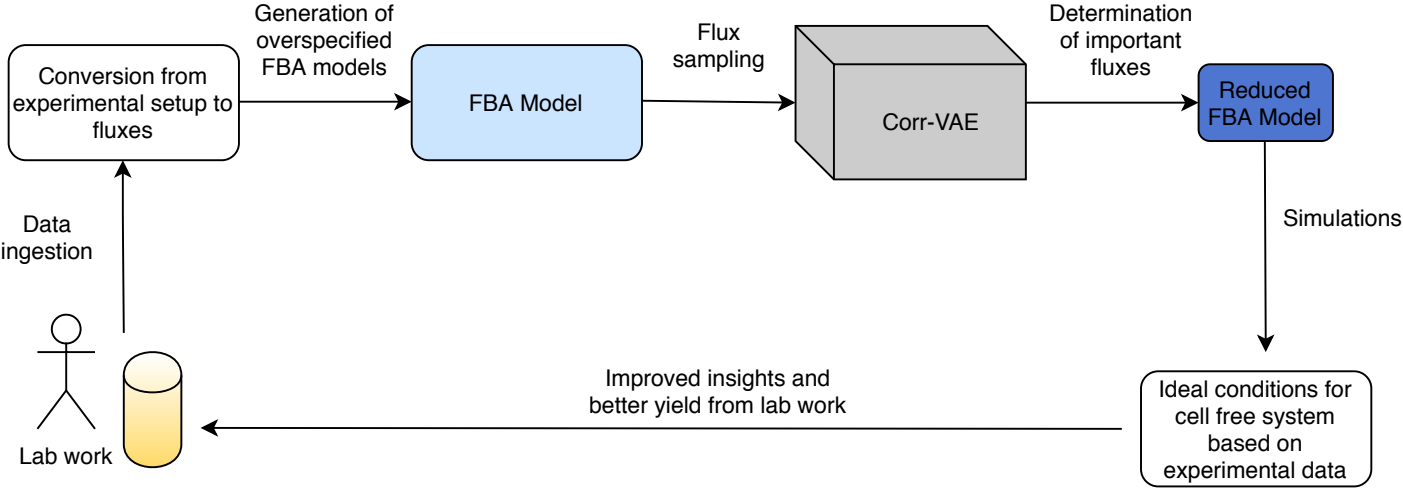 Generation of
overspecified
FBA models
Flux
sampling
Determination
of important
fluxes
Conversion from
experimental setup to
fluxes
FBA Model
Corr-VAE
Reduced
FBA Model
Data
ingestion
Simulations
Lab work
Improved insights and
better yield from lab work
Ideal conditions for
cell free system
based on
experimental data